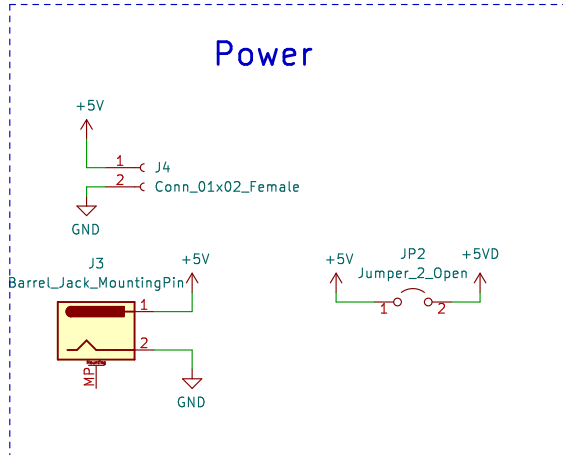 Power
+5V
1 J4
2 Conn_01x02_Female
GND
J3 +5V
Barrel_Jack_MountingPin
1
2
Mounting
MP
GND
+5V JP2 +5VD
Jumper_2_Open
1 2